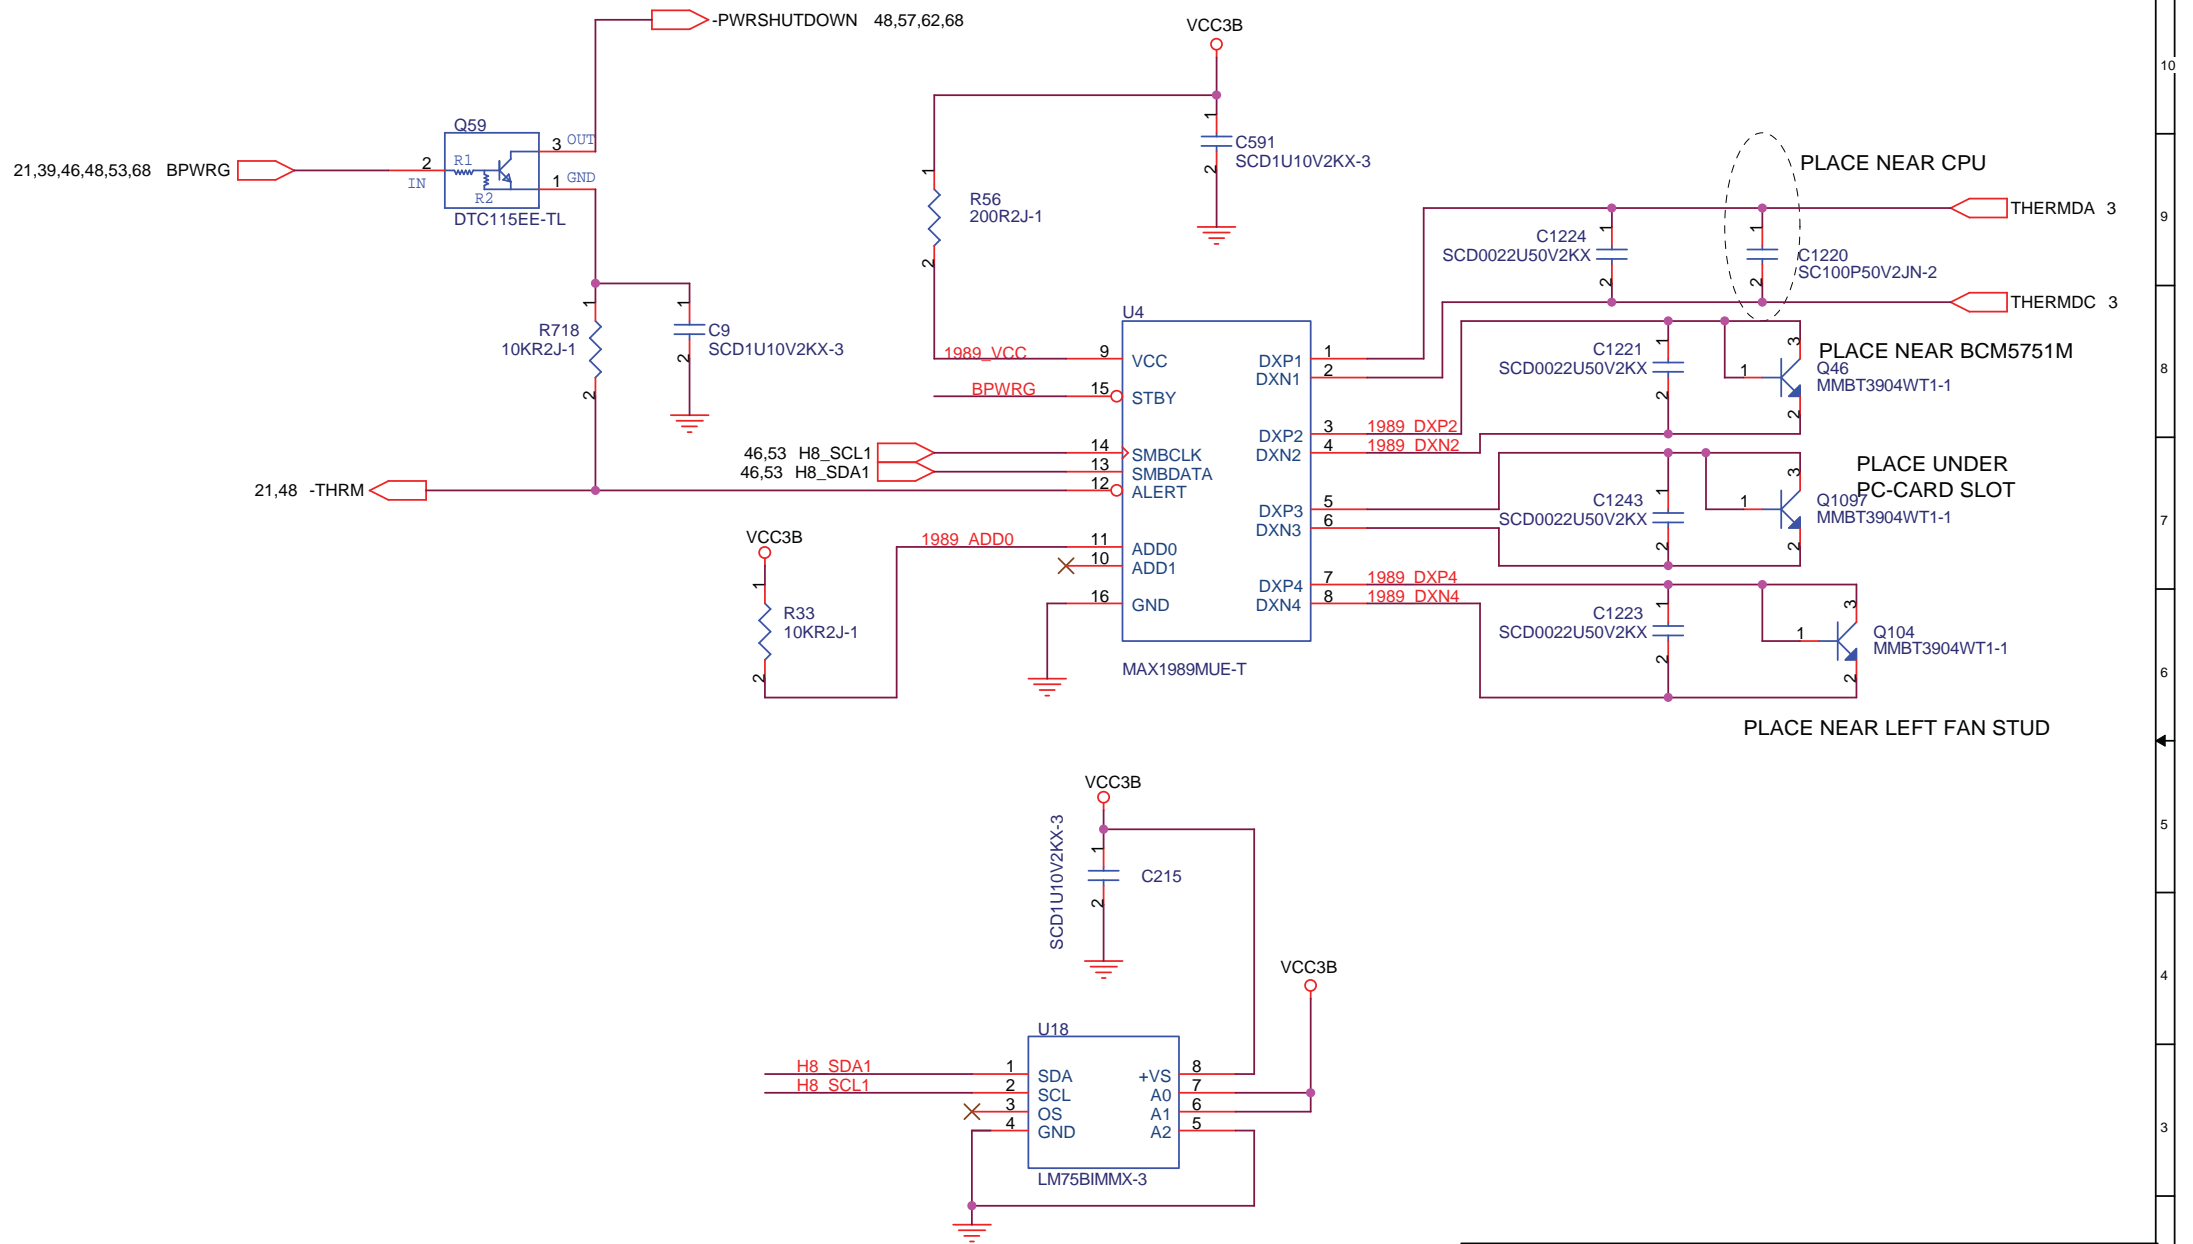 -PWRSHUTDOWN 48,57,62,68
Q59
3 OUT
21,39,46,48,53,68 BPWRG
2
IN
R1
R2
1 GND
DTC115EE-TL
1
R718
10KR2J-1
2
1
C9
SCD1U10V2KX-3
2
21,48 -THRM
VCC3B
1
C591
SCD1U10V2KX-3
2
1
R56
200R2J-1
2
U4
1989_VCC 9 VCC
BPWRG 15 STBY
46,53 H8_SCL1 14 SMBCLK
46,53 H8_SDA1 13 SMBDATA
12 ALERT
1989_ADD0 11 ADD0
10 ADD1
16 GND
DXP1 1
DXN1 2
DXP2 3 1989_DXP2
DXN2 4 1989_DXN2
DXP3 5
DXN3 6
DXP4 7 1989_DXP4
DXN4 8 1989_DXN4
MAX1989MUE-T
VCC3B
1
R33
10KR2J-1
2
PLACE NEAR CPU
THERMDA 3
1
C1224
SCD0022U50V2KX
2
1
C1220
SC100P50V2JN-2
2
THERMDC 3
1
C1221
SCD0022U50V2KX
2
PLACE NEAR BCM5751M
3
1
Q46
MMBT3904WT1-1
2
1
C1243
SCD0022U50V2KX
2
PLACE UNDER
PC-CARD SLOT
3
1
Q1097
MMBT3904WT1-1
2
1
C1223
SCD0022U50V2KX
2
3
1
Q104
MMBT3904WT1-1
2
PLACE NEAR LEFT FAN STUD
VCC3B
1
C215
SCD1U10V2KX-3
2
VCC3B
U18
H8_SDA1 1 SDA
H8_SCL1 2 SCL
3 OS
4 GND
+VS 8
A0 7
A1 6
A2 5
LM75BIMMX-3
10
9
8
7
6
5
4
3